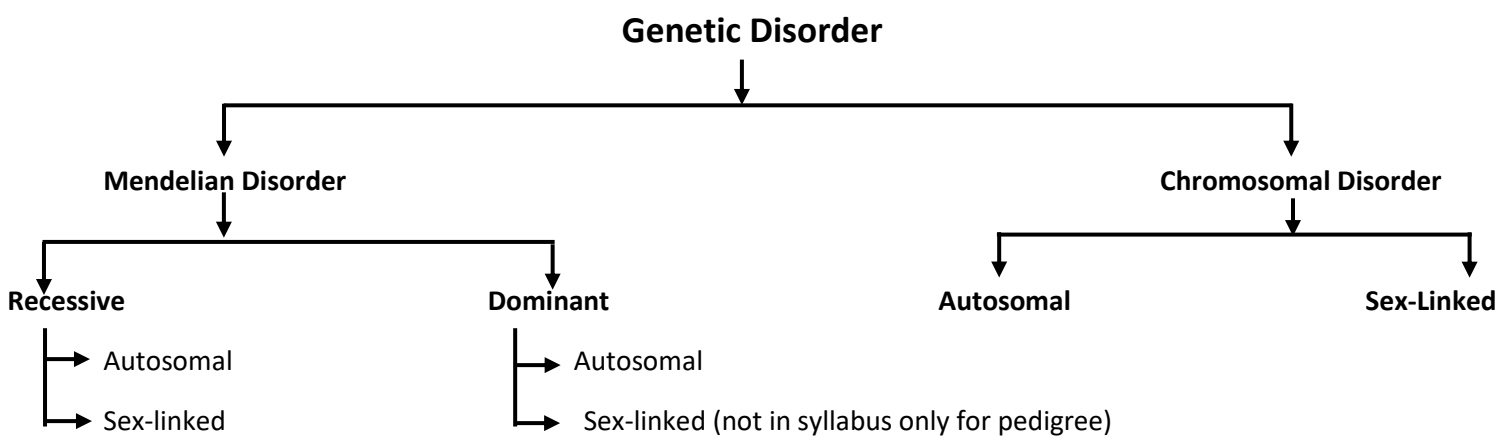 Genetic Disorder
Mendelian Disorder
Chromosomal Disorder
Recessive
Dominant
Autosomal
Sex-Linked
Autosomal
Autosomal
Sex-linked
Sex-linked (not in syllabus only for pedigree)